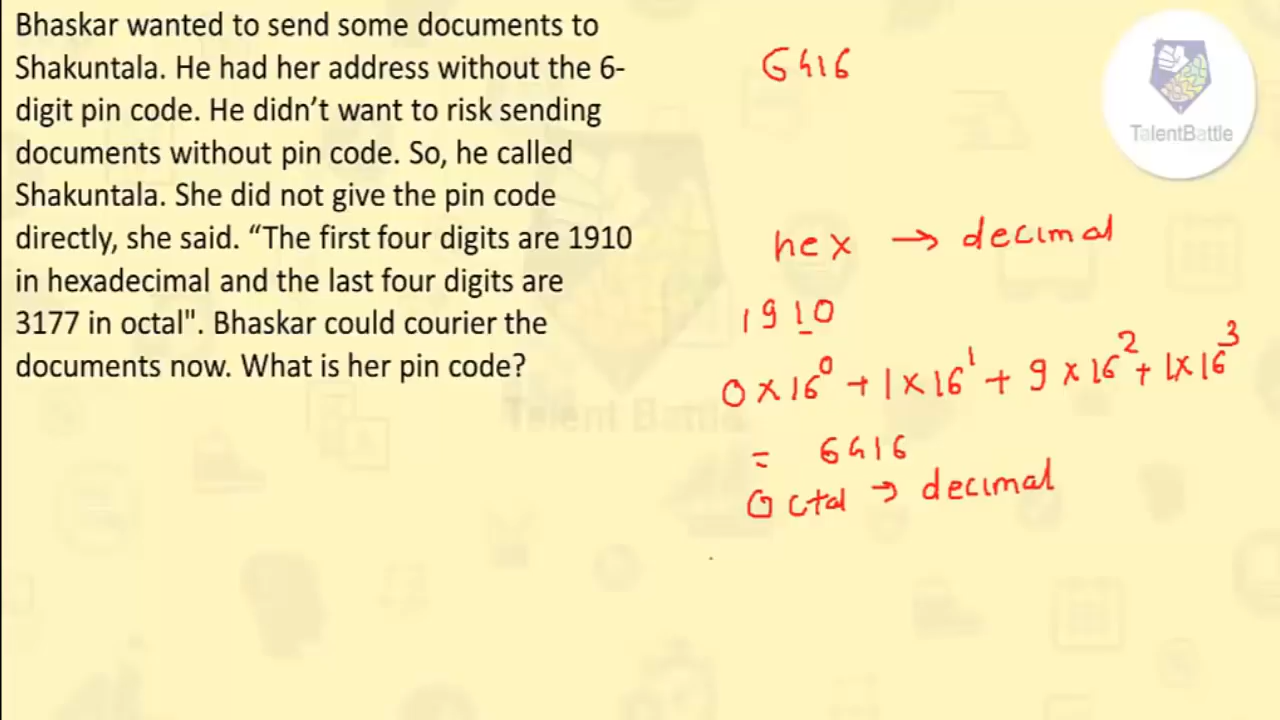 Bhaskar wanted to send some documents to
Shakuntala. He had her address without the 6-
digit pin code. He didn’t want to risk sending
documents without pin code. So, he called
Shakuntala. She did not give the pin code
directly, she said. “The first four digits are 1910
in hexadecimal and the last four digits are
3177 in octal". Bhaskar could courier the
documents now. What is her pin code?
6416
TalentBattle
hex → decimal
1910
0 × 16⁰ + 1 × 16¹ + 9 × 16² + 1 × 16³
= 6416
Octal → decimal
Talent Battle